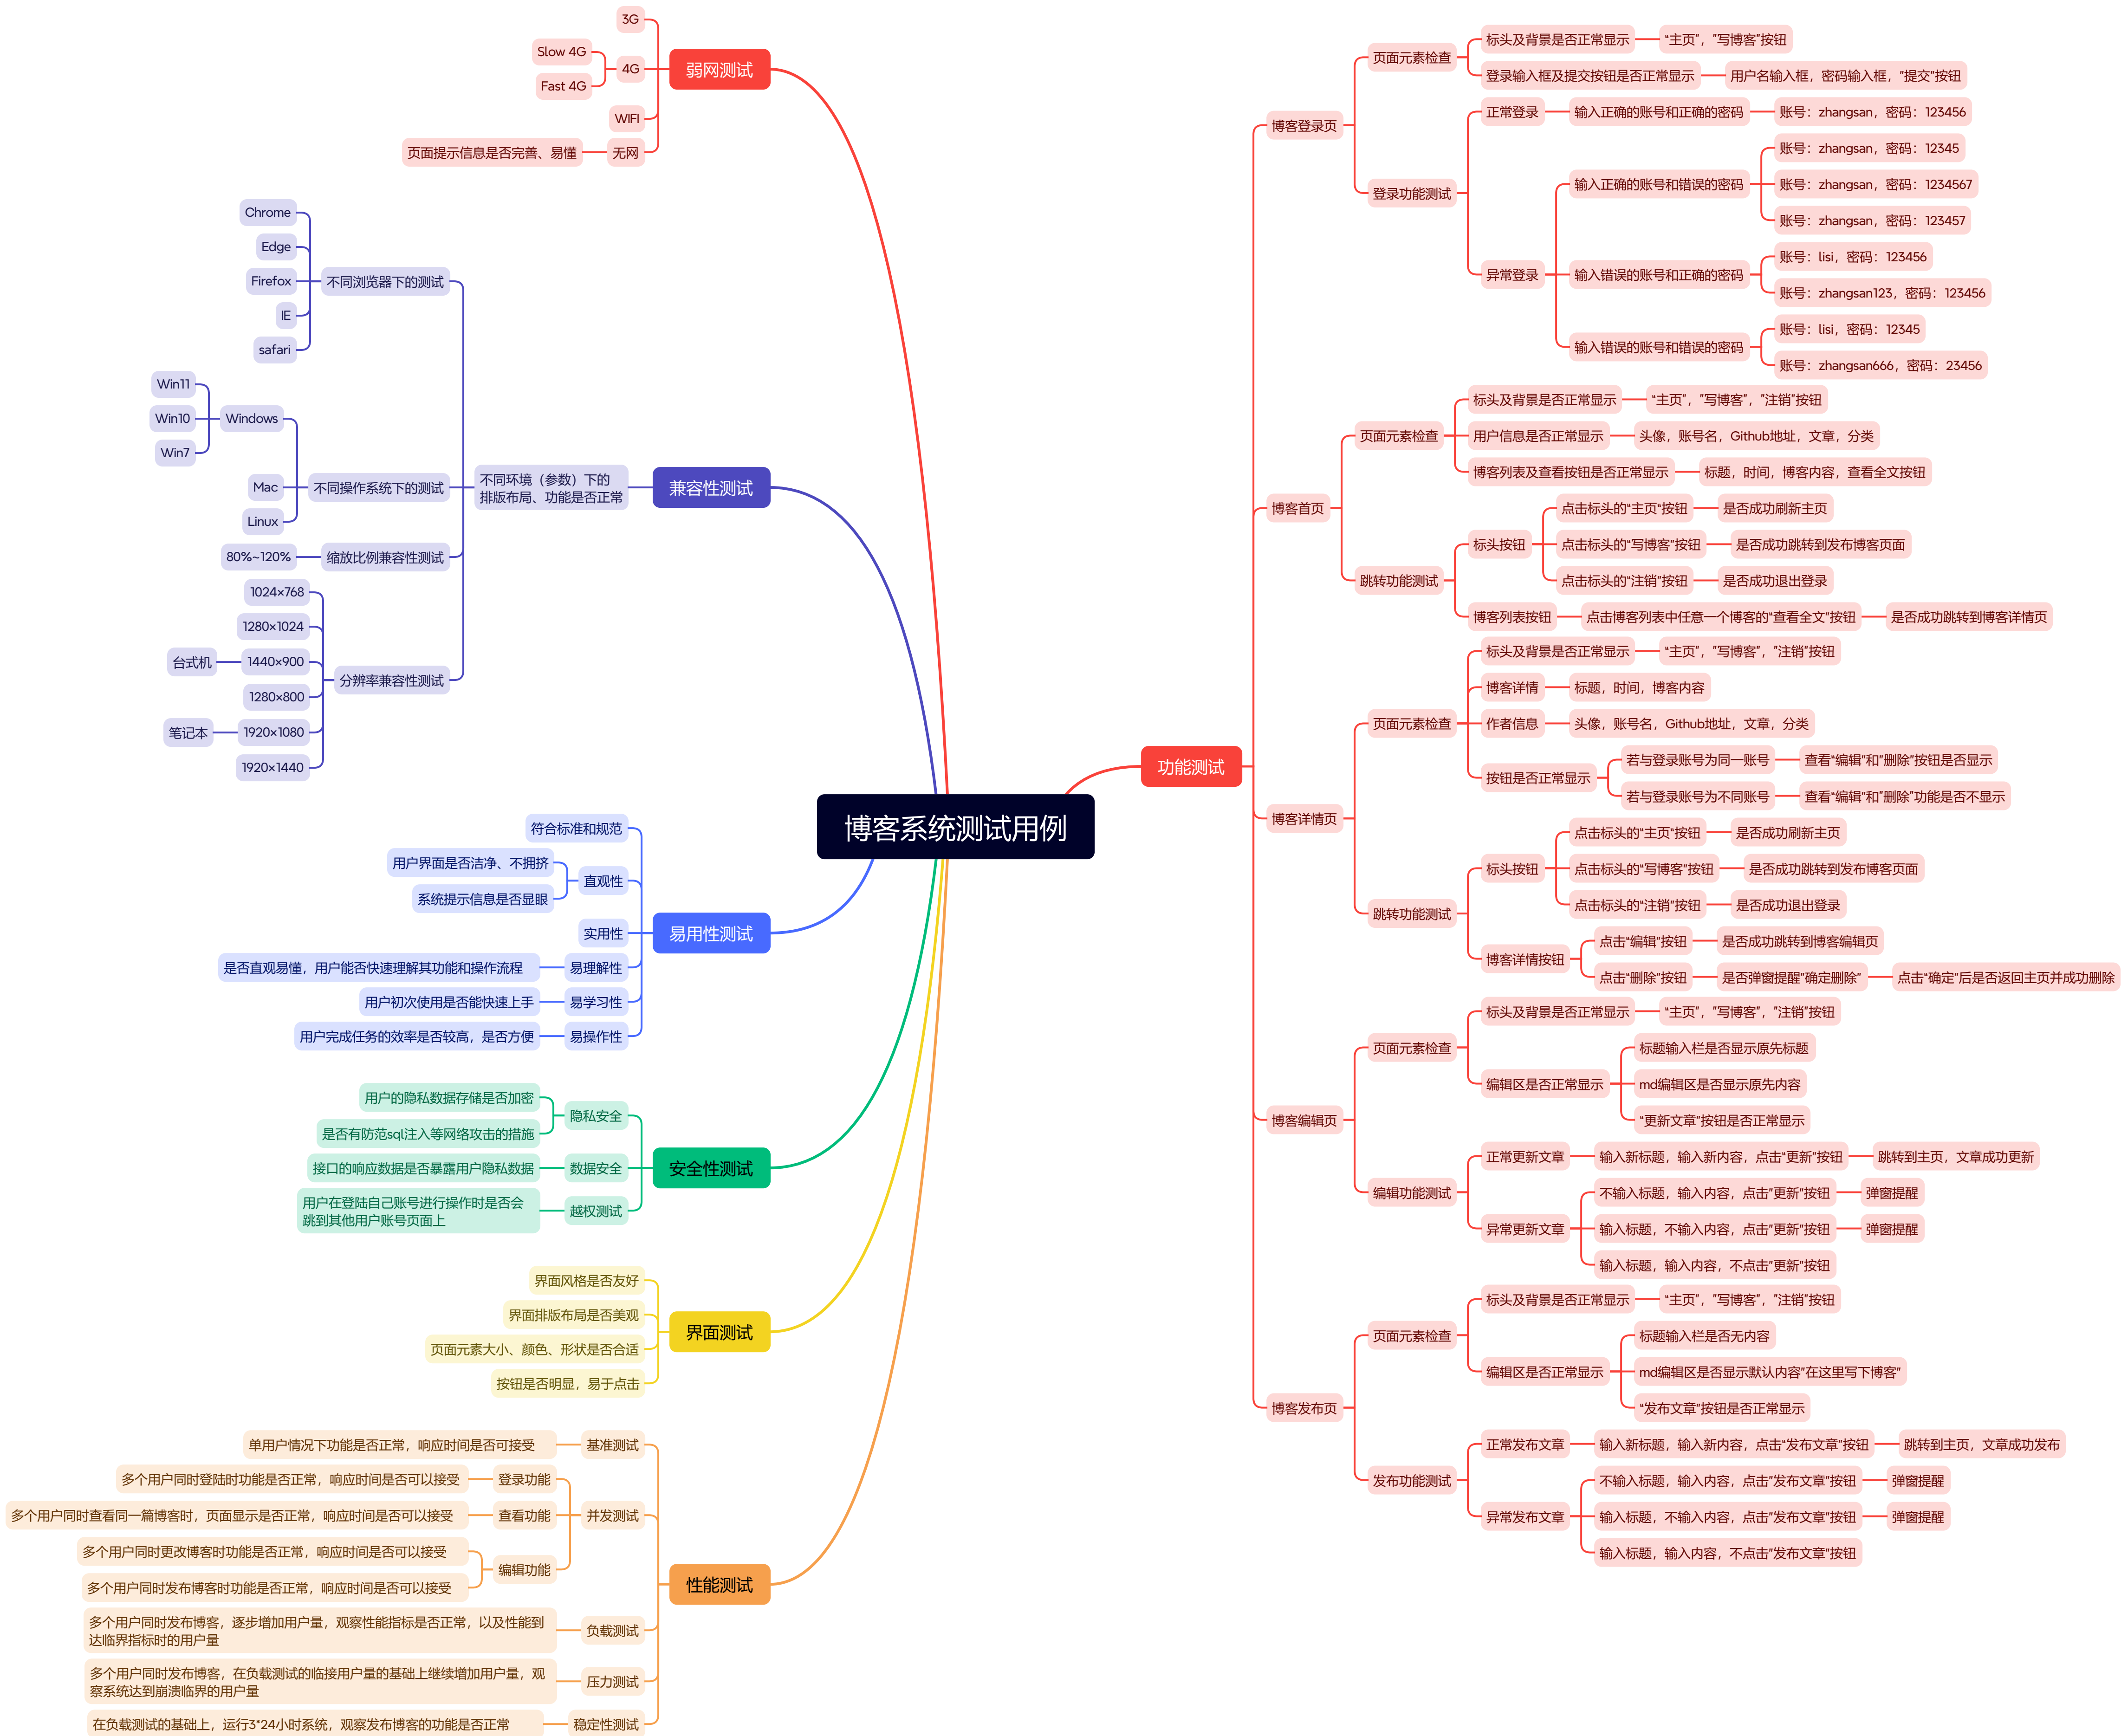 博客系统测试用例
弱网测试
3G
4G
Slow 4G
Fast 4G
WIFI
无网
页面提示信息是否完善、易懂
兼容性测试
不同环境（参数）下的
排版布局、功能是否正常
不同浏览器下的测试
Chrome
Edge
Firefox
IE
safari
不同操作系统下的测试
Windows
Win11
Win10
Win7
Mac
Linux
缩放比例兼容性测试
80%~120%
分辨率兼容性测试
1024×768
1280×1024
1440×900
台式机
1280×800
1920×1080
笔记本
1920×1440
易用性测试
符合标准和规范
直观性
用户界面是否洁净、不拥挤
系统提示信息是否显眼
实用性
易理解性
是否直观易懂，用户能否快速理解其功能和操作流程
易学习性
用户初次使用是否能快速上手
易操作性
用户完成任务的效率是否较高，是否方便
安全性测试
隐私安全
用户的隐私数据存储是否加密
是否有防范sql注入等网络攻击的措施
数据安全
接口的响应数据是否暴露用户隐私数据
越权测试
用户在登陆自己账号进行操作时是否会
跳到其他用户账号页面上
界面测试
界面风格是否友好
界面排版布局是否美观
页面元素大小、颜色、形状是否合适
按钮是否明显，易于点击
性能测试
基准测试
单用户情况下功能是否正常，响应时间是否可接受
并发测试
登录功能
多个用户同时登陆时功能是否正常，响应时间是否可以接受
查看功能
多个用户同时查看同一篇博客时，页面显示是否正常，响应时间是否可以接受
编辑功能
多个用户同时更改博客时功能是否正常，响应时间是否可以接受
多个用户同时发布博客时功能是否正常，响应时间是否可以接受
负载测试
多个用户同时发布博客，逐步增加用户量，观察性能指标是否正常，以及性能到
达临界指标时的用户量
压力测试
多个用户同时发布博客，在负载测试的临接用户量的基础上继续增加用户量，观
察系统达到崩溃临界的用户量
稳定性测试
在负载测试的基础上，运行3*24小时系统，观察发布博客的功能是否正常
功能测试
博客登录页
页面元素检查
标头及背景是否正常显示
“主页”，“写博客”按钮
登录输入框及提交按钮是否正常显示
用户名输入框，密码输入框，“提交”按钮
登录功能测试
正常登录
输入正确的账号和正确的密码
账号：zhangsan，密码：123456
异常登录
输入正确的账号和错误的密码
账号：zhangsan，密码：12345
账号：zhangsan，密码：1234567
账号：zhangsan，密码：123457
输入错误的账号和正确的密码
账号：lisi，密码：123456
账号：zhangsan123，密码：123456
输入错误的账号和错误的密码
账号：lisi，密码：12345
账号：zhangsan666，密码：23456
博客首页
页面元素检查
标头及背景是否正常显示
“主页”，“写博客”，“注销”按钮
用户信息是否正常显示
头像，账号名，Github地址，文章，分类
博客列表及查看按钮是否正常显示
标题，时间，博客内容，查看全文按钮
跳转功能测试
标头按钮
点击标头的“主页“按钮
是否成功刷新主页
点击标头的“写博客”按钮
是否成功跳转到发布博客页面
点击标头的“注销”按钮
是否成功退出登录
博客列表按钮
点击博客列表中任意一个博客的“查看全文”按钮
是否成功跳转到博客详情页
博客详情页
页面元素检查
标头及背景是否正常显示
“主页”，“写博客”，“注销”按钮
博客详情
标题，时间，博客内容
作者信息
头像，账号名，Github地址，文章，分类
按钮是否正常显示
若与登录账号为同一账号
查看“编辑”和”删除”按钮是否显示
若与登录账号为不同账号
查看“编辑”和”删除”功能是否不显示
跳转功能测试
标头按钮
点击标头的“主页“按钮
是否成功刷新主页
点击标头的“写博客”按钮
是否成功跳转到发布博客页面
点击标头的“注销”按钮
是否成功退出登录
博客详情按钮
点击“编辑”按钮
是否成功跳转到博客编辑页
点击“删除”按钮
是否弹窗提醒”确定删除”
点击“确定”后是否返回主页并成功删除
博客编辑页
页面元素检查
标头及背景是否正常显示
“主页”，“写博客”，“注销”按钮
编辑区是否正常显示
标题输入栏是否显示原先标题
md编辑区是否显示原先内容
“更新文章”按钮是否正常显示
编辑功能测试
正常更新文章
输入新标题，输入新内容，点击“更新”按钮
跳转到主页，文章成功更新
异常更新文章
不输入标题，输入内容，点击”更新”按钮
弹窗提醒
输入标题，不输入内容，点击”更新”按钮
弹窗提醒
输入标题，输入内容，不点击”更新”按钮
博客发布页
页面元素检查
标头及背景是否正常显示
“主页”，“写博客”，“注销”按钮
编辑区是否正常显示
标题输入栏是否无内容
md编辑区是否显示默认内容”在这里写下博客”
“发布文章”按钮是否正常显示
发布功能测试
正常发布文章
输入新标题，输入新内容，点击“发布文章”按钮
跳转到主页，文章成功发布
异常发布文章
不输入标题，输入内容，点击“发布文章”按钮
弹窗提醒
输入标题，不输入内容，点击“发布文章”按钮
弹窗提醒
输入标题，输入内容，不点击”发布文章”按钮